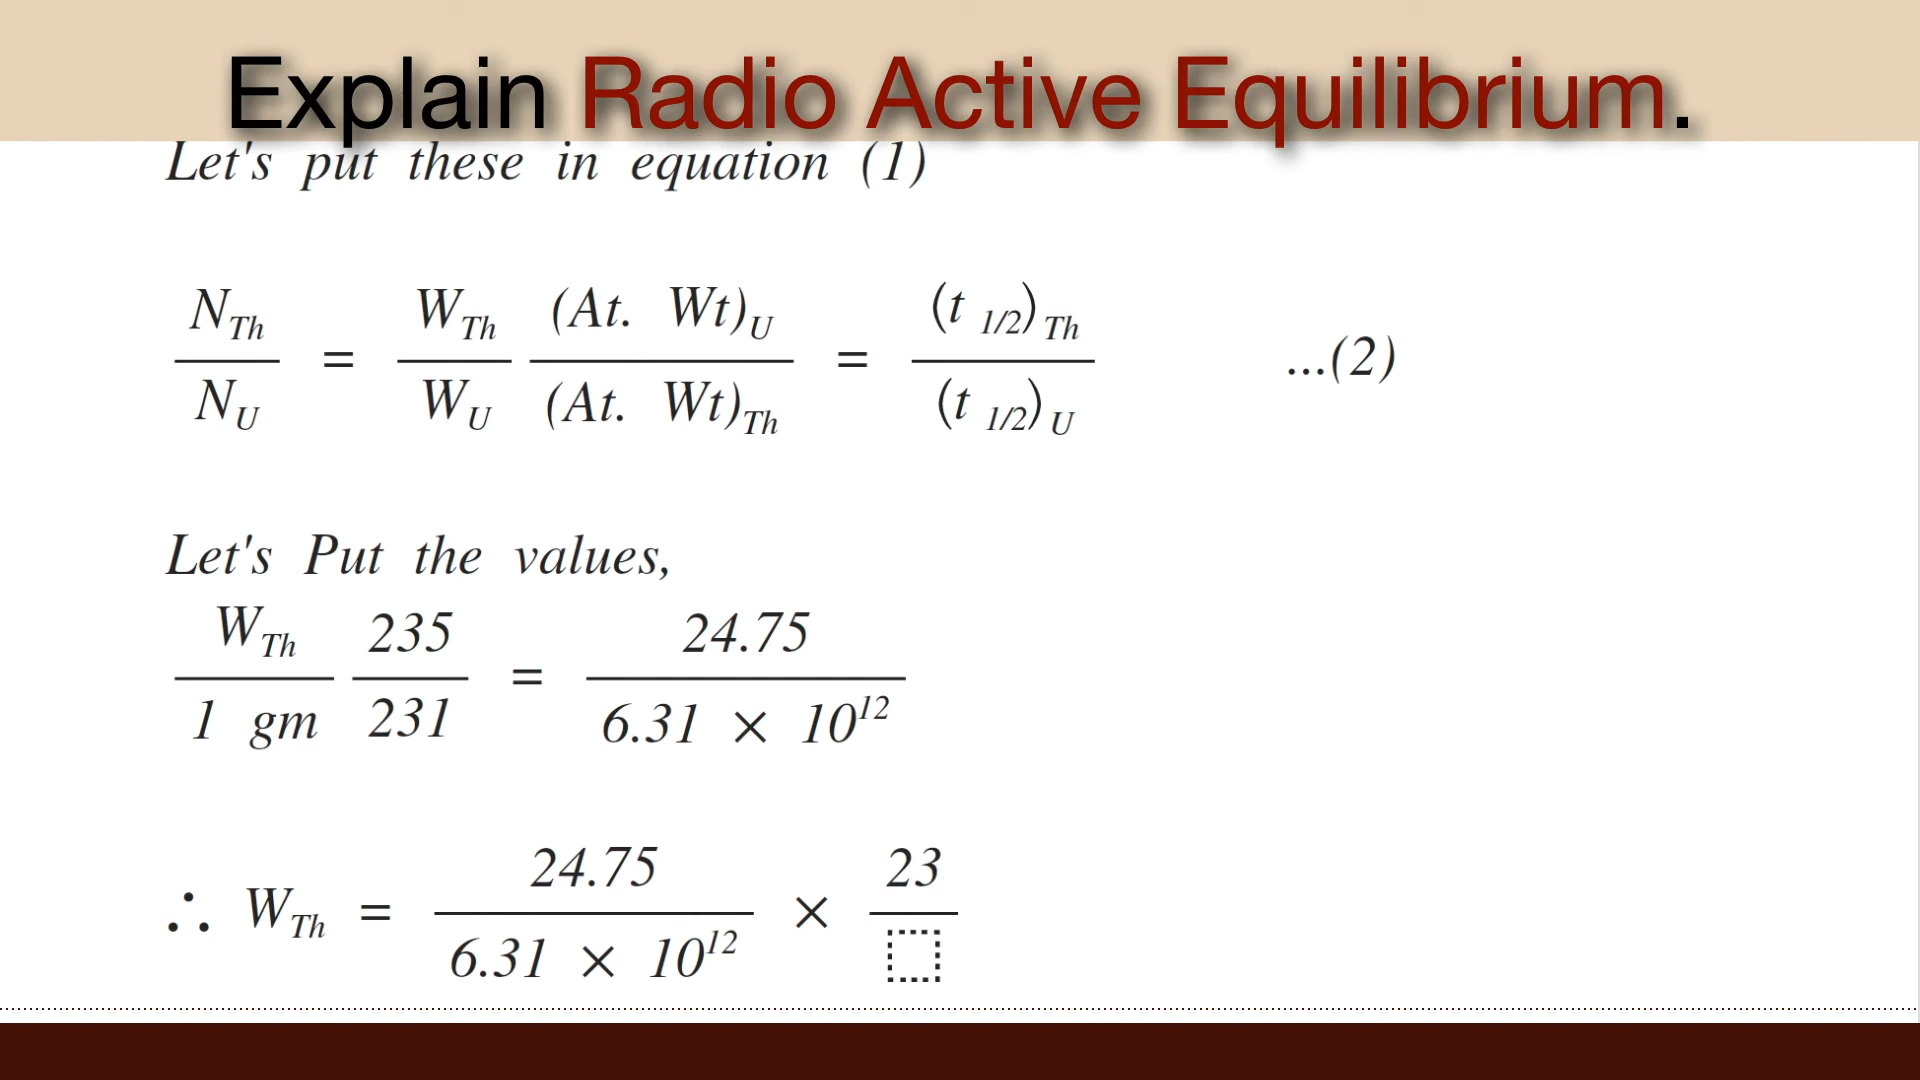 Explain Radio Active Equilibrium.
Let's put these in equation (1)
N_Th / N_U = W_Th / W_U (At. Wt)_U / (At. Wt)_Th = (t 1/2)_Th / (t 1/2)_U ...(2)
Let's Put the values,
W_Th / 1 gm 235 / 231 = 24.75 / 6.31 × 10^12
∴ W_Th = 24.75 / 6.31 × 10^12 × 23 / ⬚